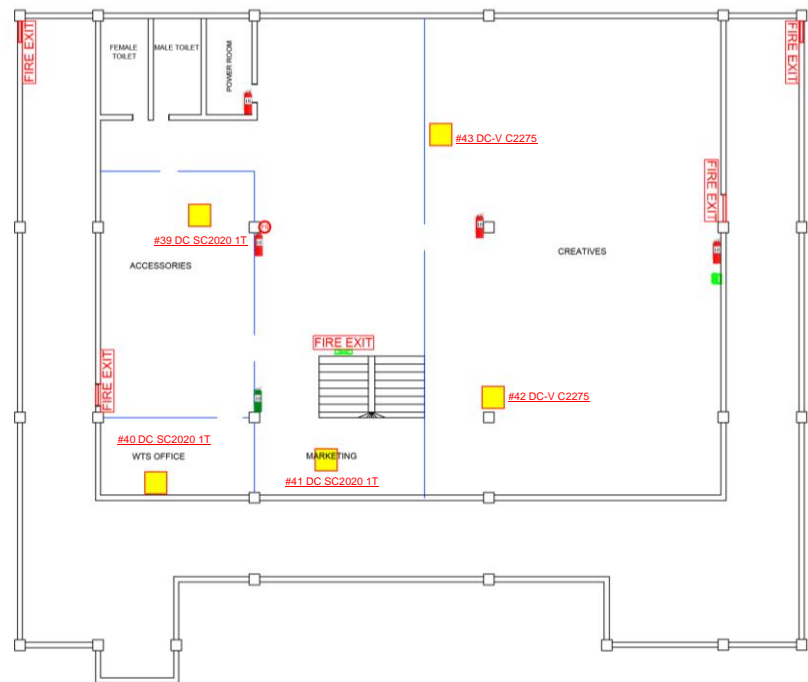 FIRE EXIT
FIRE EXIT
FEMALE
TOILET
MALE TOILET
POWER ROOM
#43 DC-V C2275
FIRE EXIT
#39 DC SC2020 1T
ACCESSORIES
CREATIVES
FIRE EXIT
FIRE EXIT
#42 DC-V C2275
#40 DC SC2020 1T
WTS OFFICE
MARKETING
#41 DC SC2020 1T